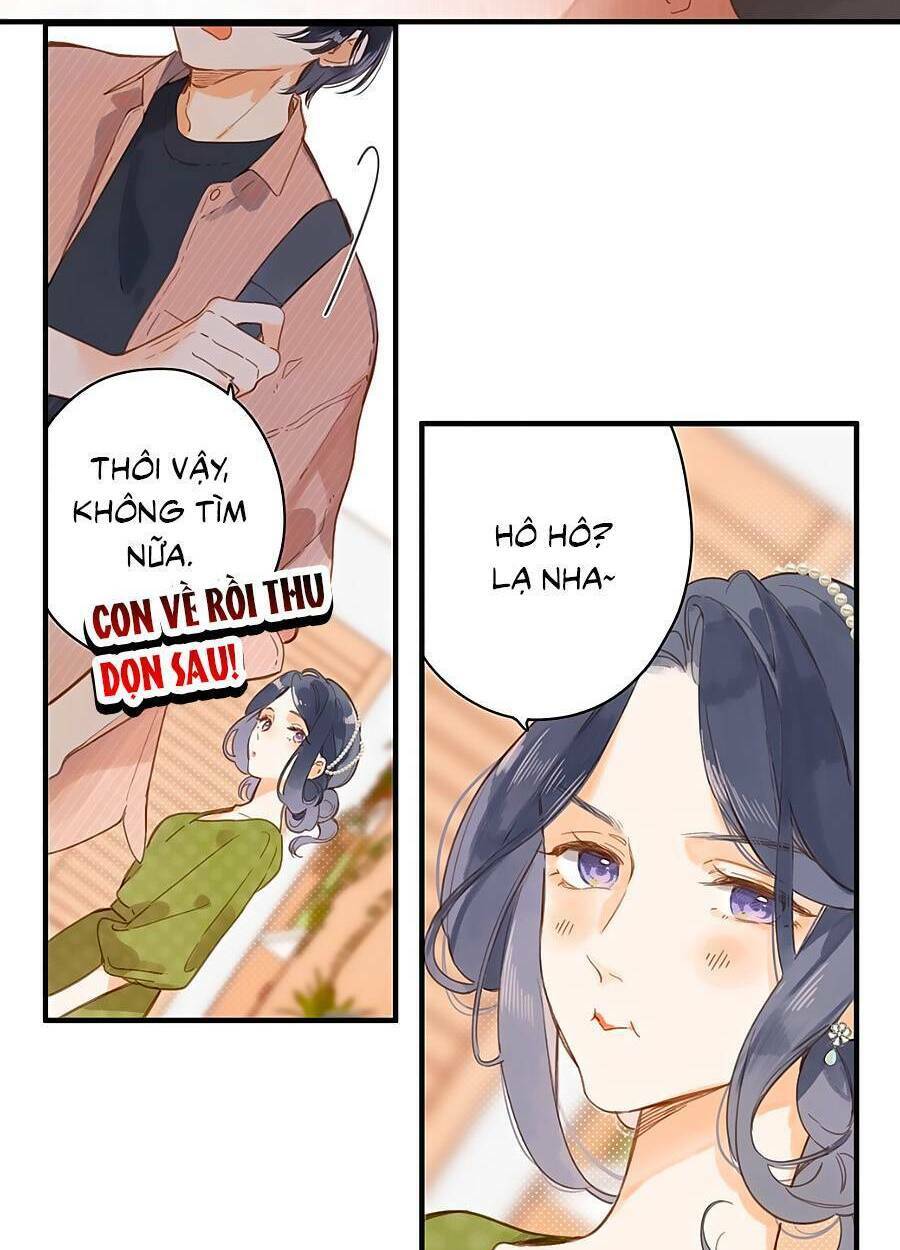 THÔI VẬY,
KHÔNG TÌM
NỮA.
CON VỀ RỒI THU
DỌN SAU!
HÔ HÔ?
LẠ NHA~